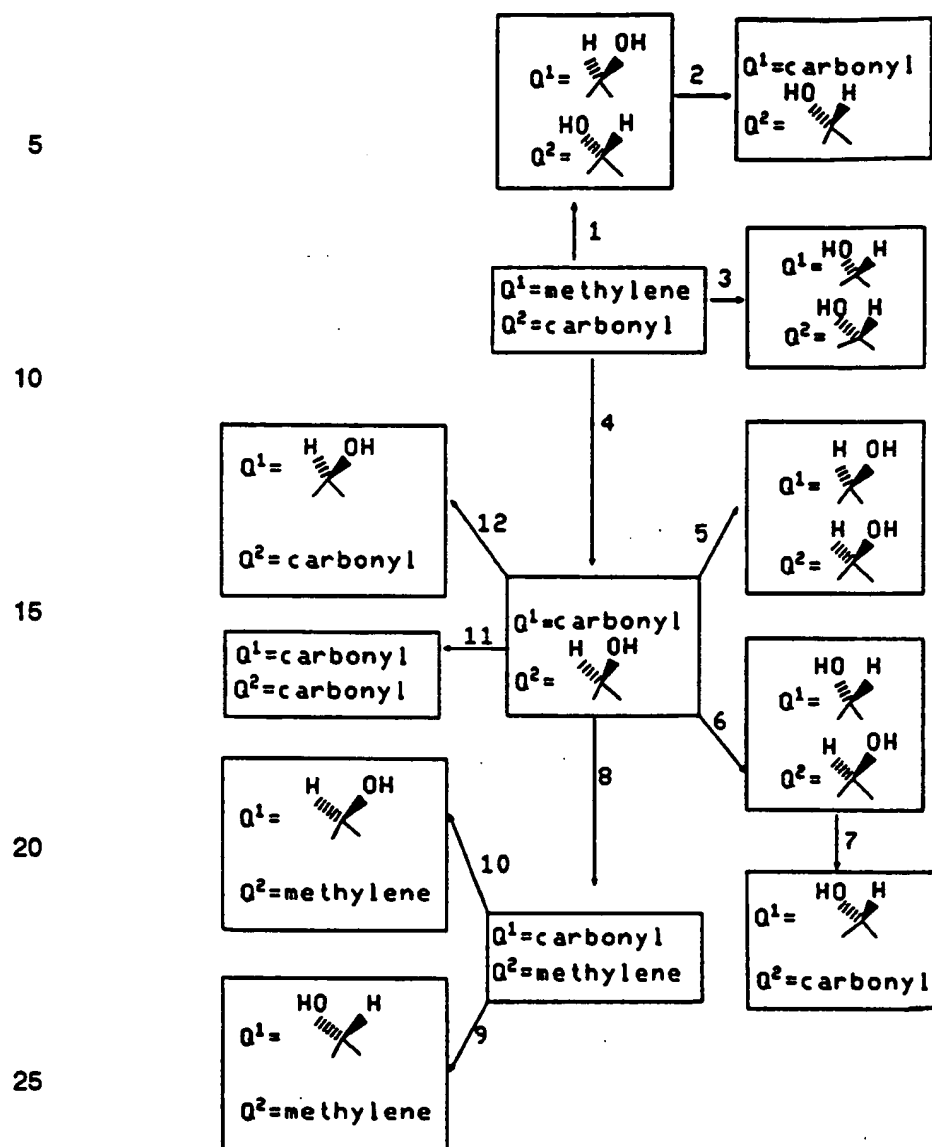 H OH
Q¹=
HO H
Q²=
2
Q¹=carbonyl
HO H
Q²=
5
1
Q¹=methylene
Q²=carbonyl
3
HO H
Q¹=
HO H
Q²=
10
4
H OH
Q¹=
Q²=carbonyl
12
5
H OH
Q¹=
H OH
Q²=
15
Q¹=carbonyl
H OH
Q²=
11
Q¹=carbonyl
Q²=carbonyl
6
HO H
Q¹=
H OH
Q²=
8
H OH
Q¹=
Q²=methylene
20
10
7
HO H
Q¹=
Q²=carbonyl
Q¹=carbonyl
Q²=methylene
9
HO H
Q¹=
Q²=methylene
25